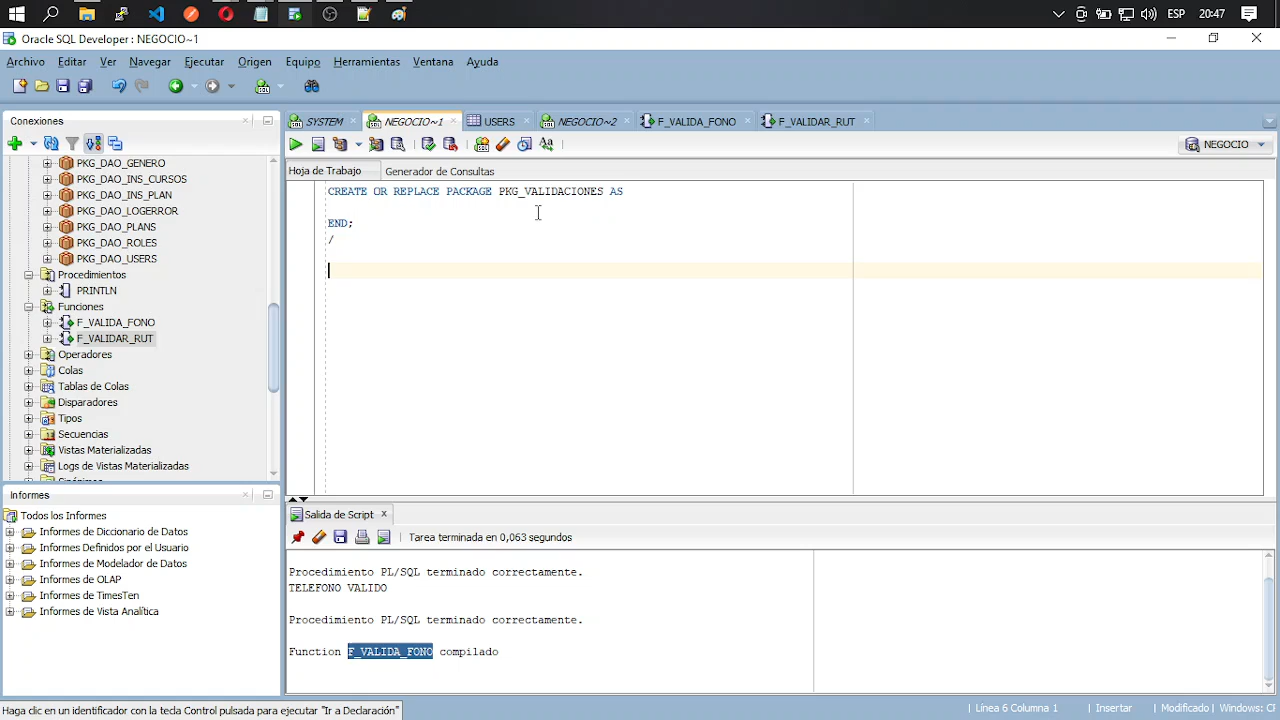 ESP 20:47
Oracle SQL Developer : NEGOCIO~1
Archivo Editar Ver Navegar Ejecutar Origen Equipo Herramientas Ventana Ayuda
Conexiones
SYSTEM NEGOCIO~1 USERS NEGOCIO~2 F_VALIDA_FONO F_VALIDAR_RUT
NEGOCIO
Hoja de Trabajo Generador de Consultas
PKG_DAO_GENERO
PKG_DAO_INS_CURSOS
PKG_DAO_INS_PLAN
PKG_DAO_LOGERROR
PKG_DAO_PLANS
PKG_DAO_ROLES
PKG_DAO_USERS
Procedimientos
PRINTLN
Funciones
F_VALIDA_FONO
F_VALIDAR_RUT
Operadores
Colas
Tablas de Colas
Disparadores
Tipos
Secuencias
Vistas Materializadas
Logs de Vistas Materializadas
CREATE OR REPLACE PACKAGE PKG_VALIDACIONES AS
END;
/
Informes
Todos los Informes
Informes de Diccionario de Datos
Informes Definidos por el Usuario
Informes de Modelador de Datos
Informes de OLAP
Informes de TimesTen
Informes de Vista Analítica
Salida de Script
Tarea terminada en 0,063 segundos
Procedimiento PL/SQL terminado correctamente.
TELEFONO VALIDO
Procedimiento PL/SQL terminado correctamente.
Function F_VALIDA_FONO compilado
Haga clic en un identificador con la tecla Control pulsada para ejecutar "Ir a Declaración"
Línea 6 Columna 1 Insertar Modificado Windows: CF